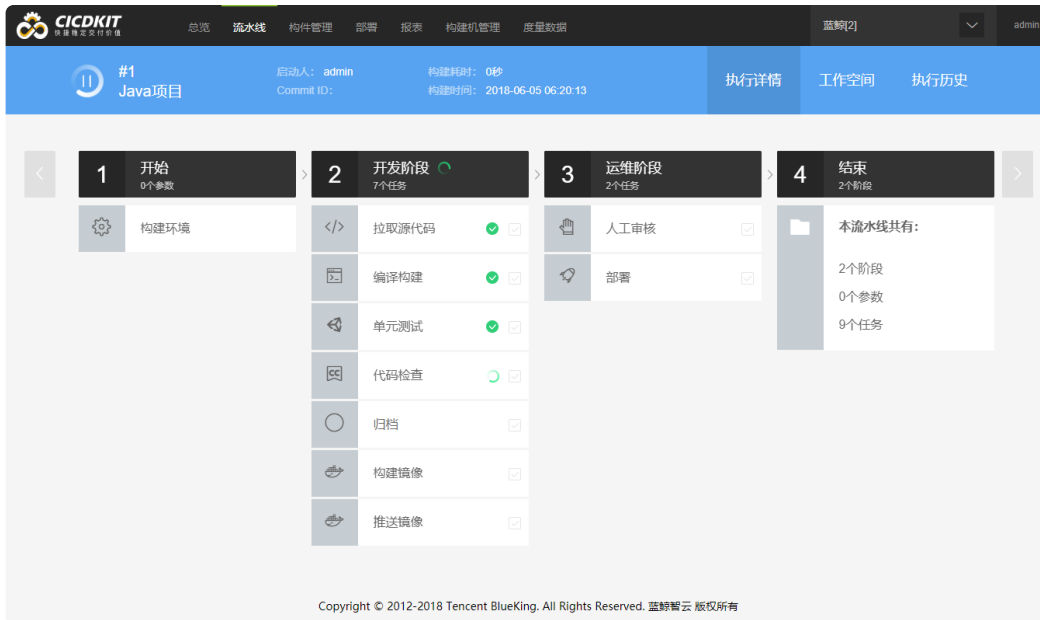 CICDKIT
快捷稳定交付价值
总览 流水线 构件管理 部署 报表 构建机管理 度量数据
蓝鲸[2]
admin
#1
Java项目
启动人： admin
Commit ID：
构建耗时： 0秒
构建时间： 2018-06-05 06:20:13
执行详情 工作空间 执行历史
1 开始
0个参数
构建环境
2 开发阶段
7个任务
</> 拉取源代码
编译构建
单元测试
CC 代码检查
归档
构建镜像
推送镜像
3 运维阶段
2个任务
人工审核
部署
4 结束
2个阶段
本流水线共有：
2个阶段
0个参数
9个任务
Copyright © 2012-2018 Tencent BlueKing. All Rights Reserved. 蓝鲸智云 版权所有